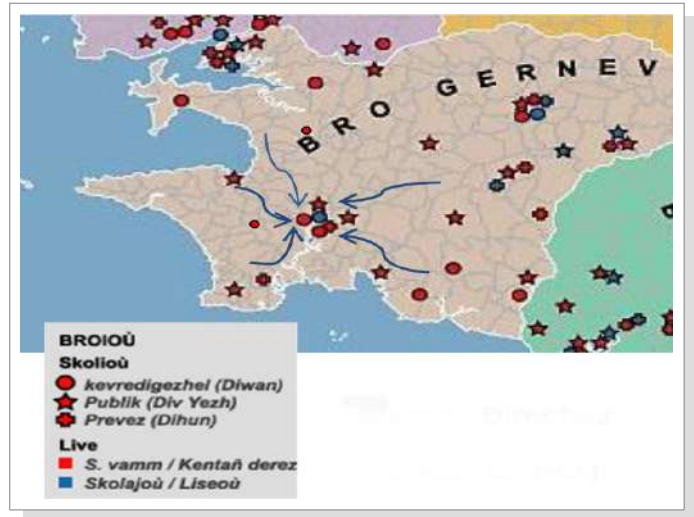 BRO GERNEV
BROIOÙ
Skolioù
kevredigezhel (Diwan)
Publik (Div Yezh)
Prevez (Dihun)
Live
S. vamm / Kentañ derez
Skolajoù / Liseoù